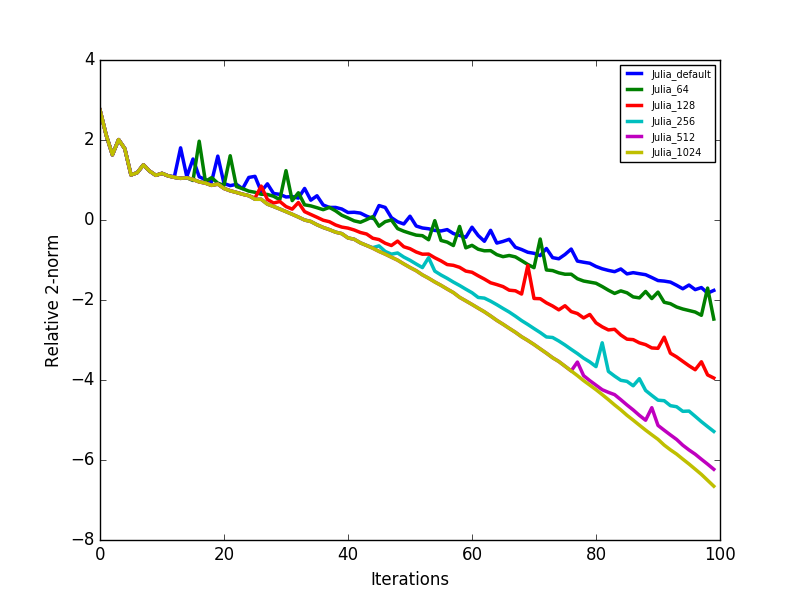 4
2
0
−2
−4
−6
−8
0 20 40 60 80 100
Relative 2-norm
Iterations
Julia_default
Julia_64
Julia_128
Julia_256
Julia_512
Julia_1024